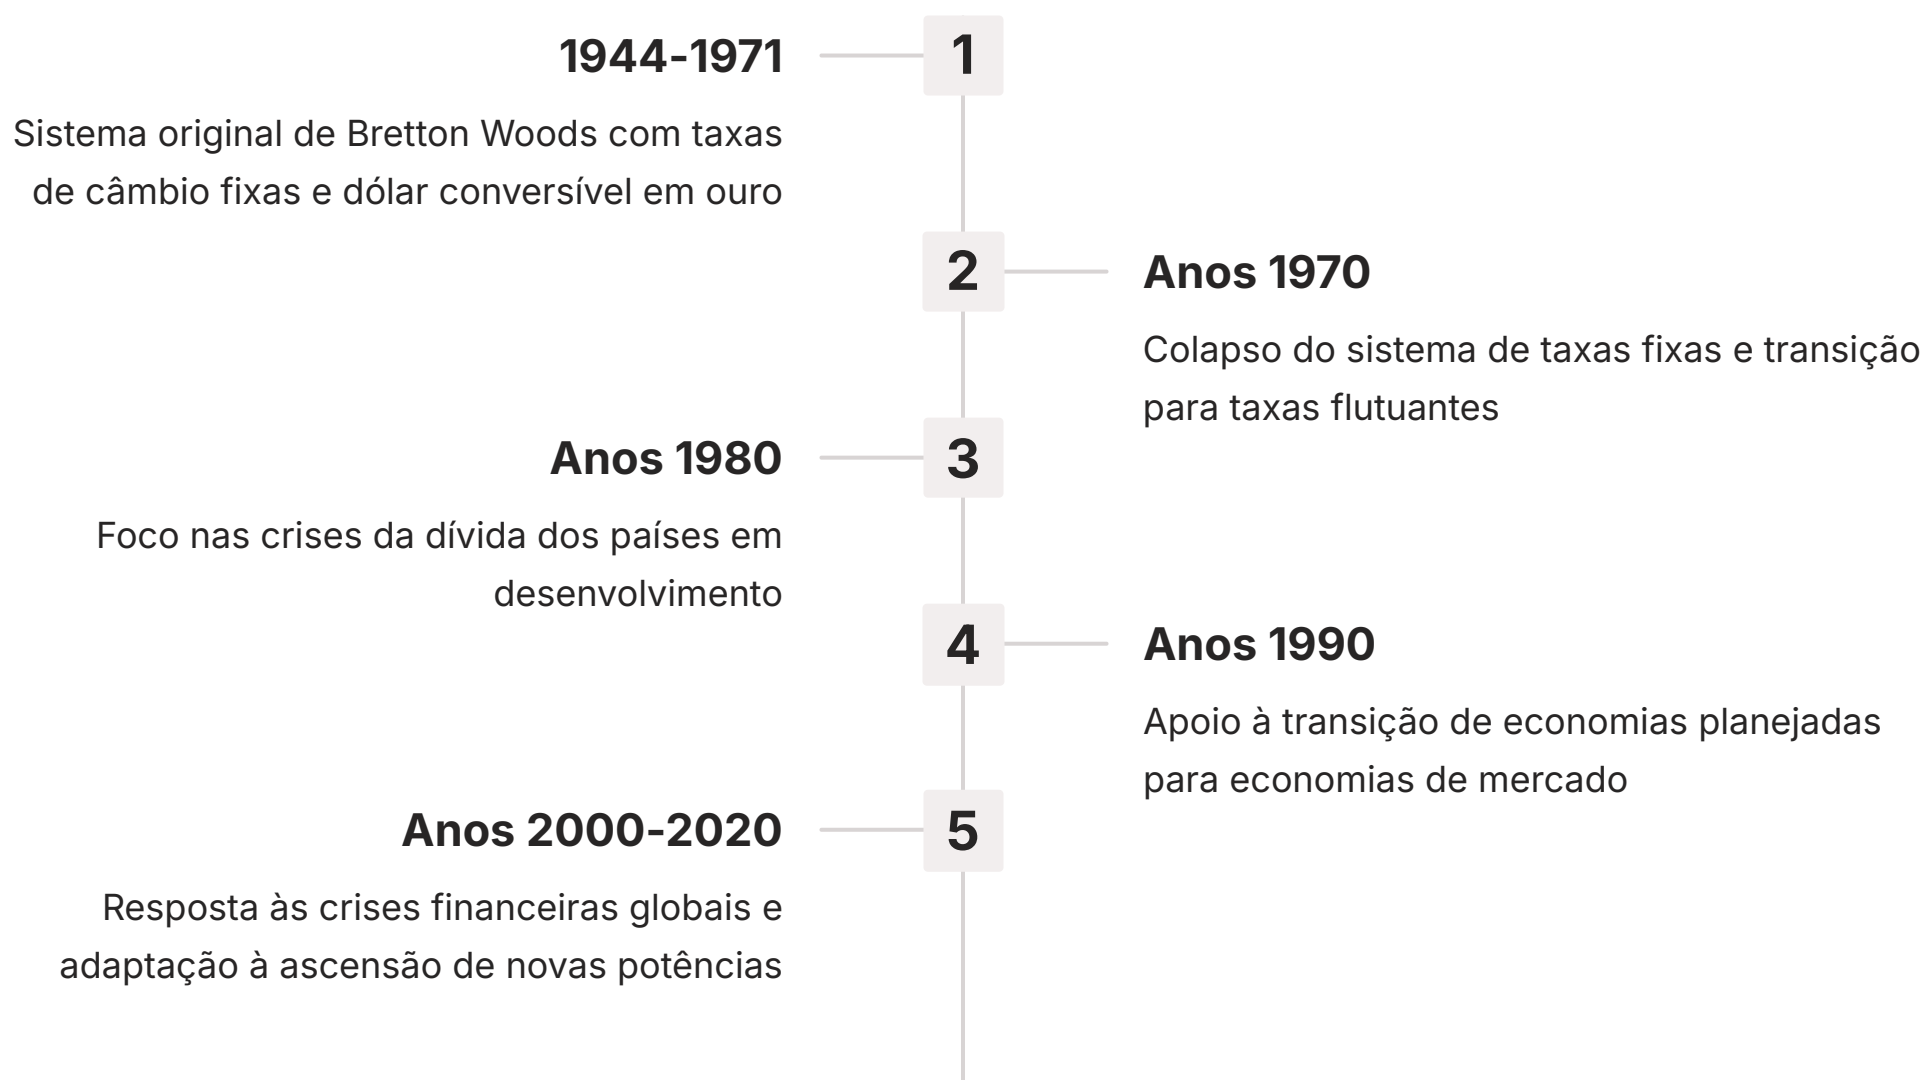 1
1944-1971
Sistema original de Bretton Woods com taxas
de câmbio fixas e dólar conversível em ouro
2
Anos 1970
Colapso do sistema de taxas fixas e transição
para taxas flutuantes
3
Anos 1980
Foco nas crises da dívida dos países em
desenvolvimento
4
Anos 1990
Apoio à transição de economias planejadas
para economias de mercado
5
Anos 2000-2020
Resposta às crises financeiras globais e
adaptação à ascensão de novas potências